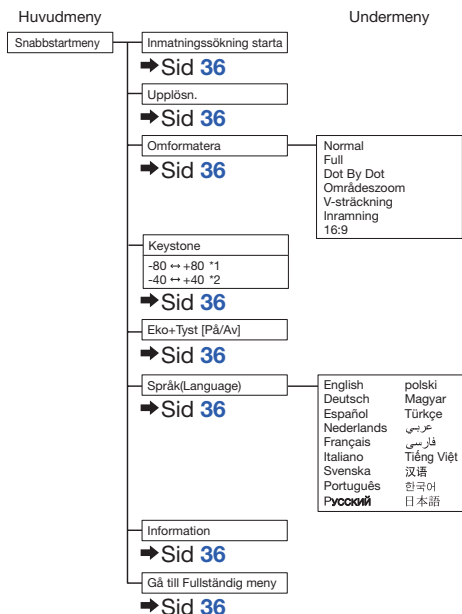 Huvudmeny
Undermeny
Snabbstartmeny
Inmatningssökning starta
➡Sid 36
Upplösn.
➡Sid 36
Omformatera
➡Sid 36
Normal
Full
Dot By Dot
Områdeszoom
V-sträckning
Inramning
16:9
Keystone
-80 ↔ +80 *1
-40 ↔ +40 *2
➡Sid 36
Eko+Tyst [På/Av]
➡Sid 36
Språk(Language)
➡Sid 36
English polski
Deutsch Magyar
Español Türkçe
Nederlands عربي
Français فارسی
Italiano Tiếng Việt
Svenska 汉语
Português 한국어
Русский 日本語
Information
➡Sid 36
Gå till Fullständig meny
➡Sid 36